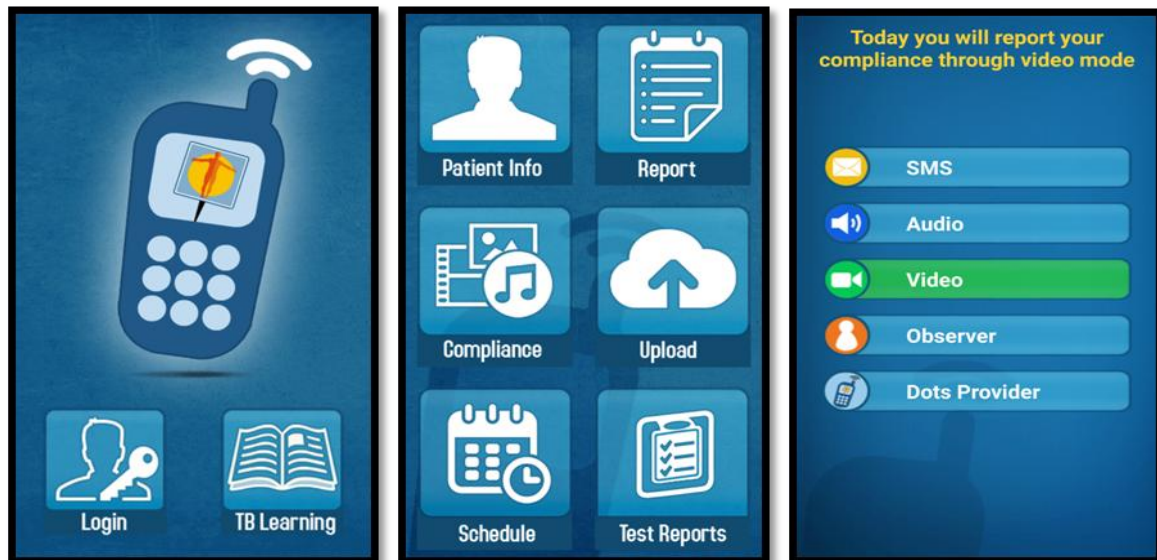 Login
TB Learning
Patient Info
Report
Compliance
Upload
Schedule
Test Reports
Today you will report your
compliance through video mode
SMS
Audio
Video
Observer
Dots Provider